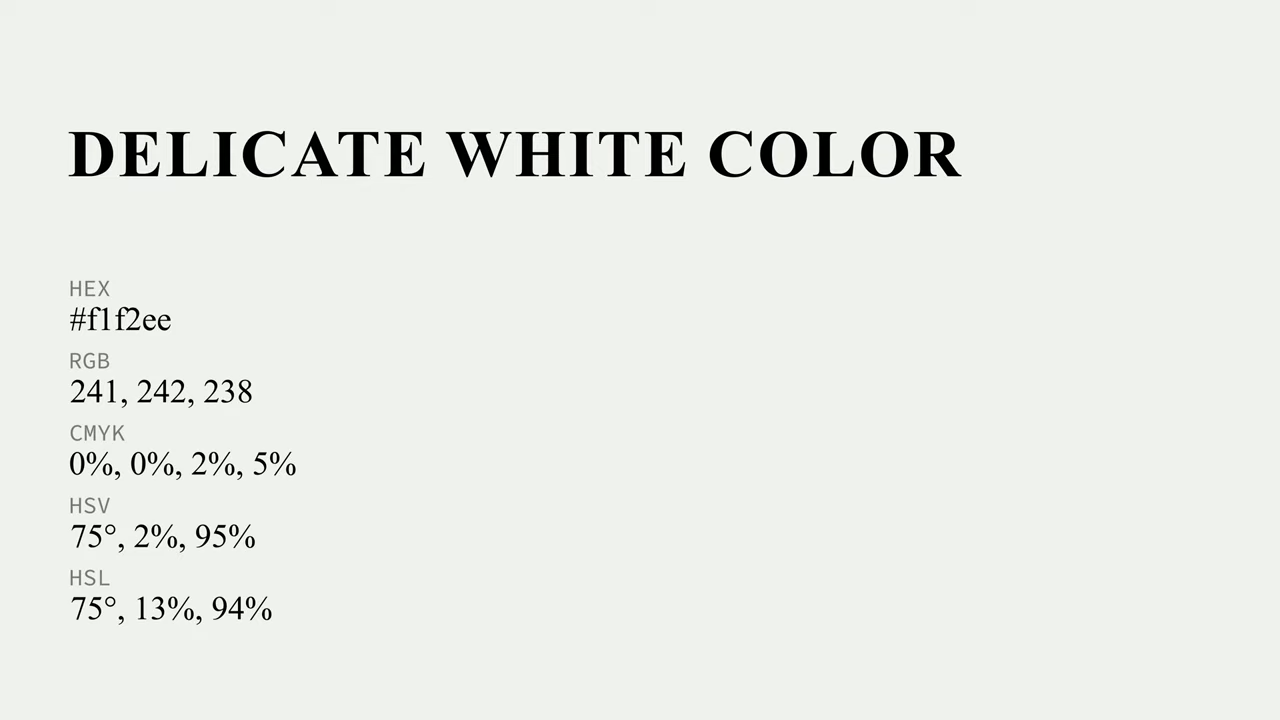 DELICATE WHITE COLOR
HEX
#f1f2ee
RGB
241, 242, 238
CMYK
0%, 0%, 2%, 5%
HSV
75°, 2%, 95%
HSL
75°, 13%, 94%